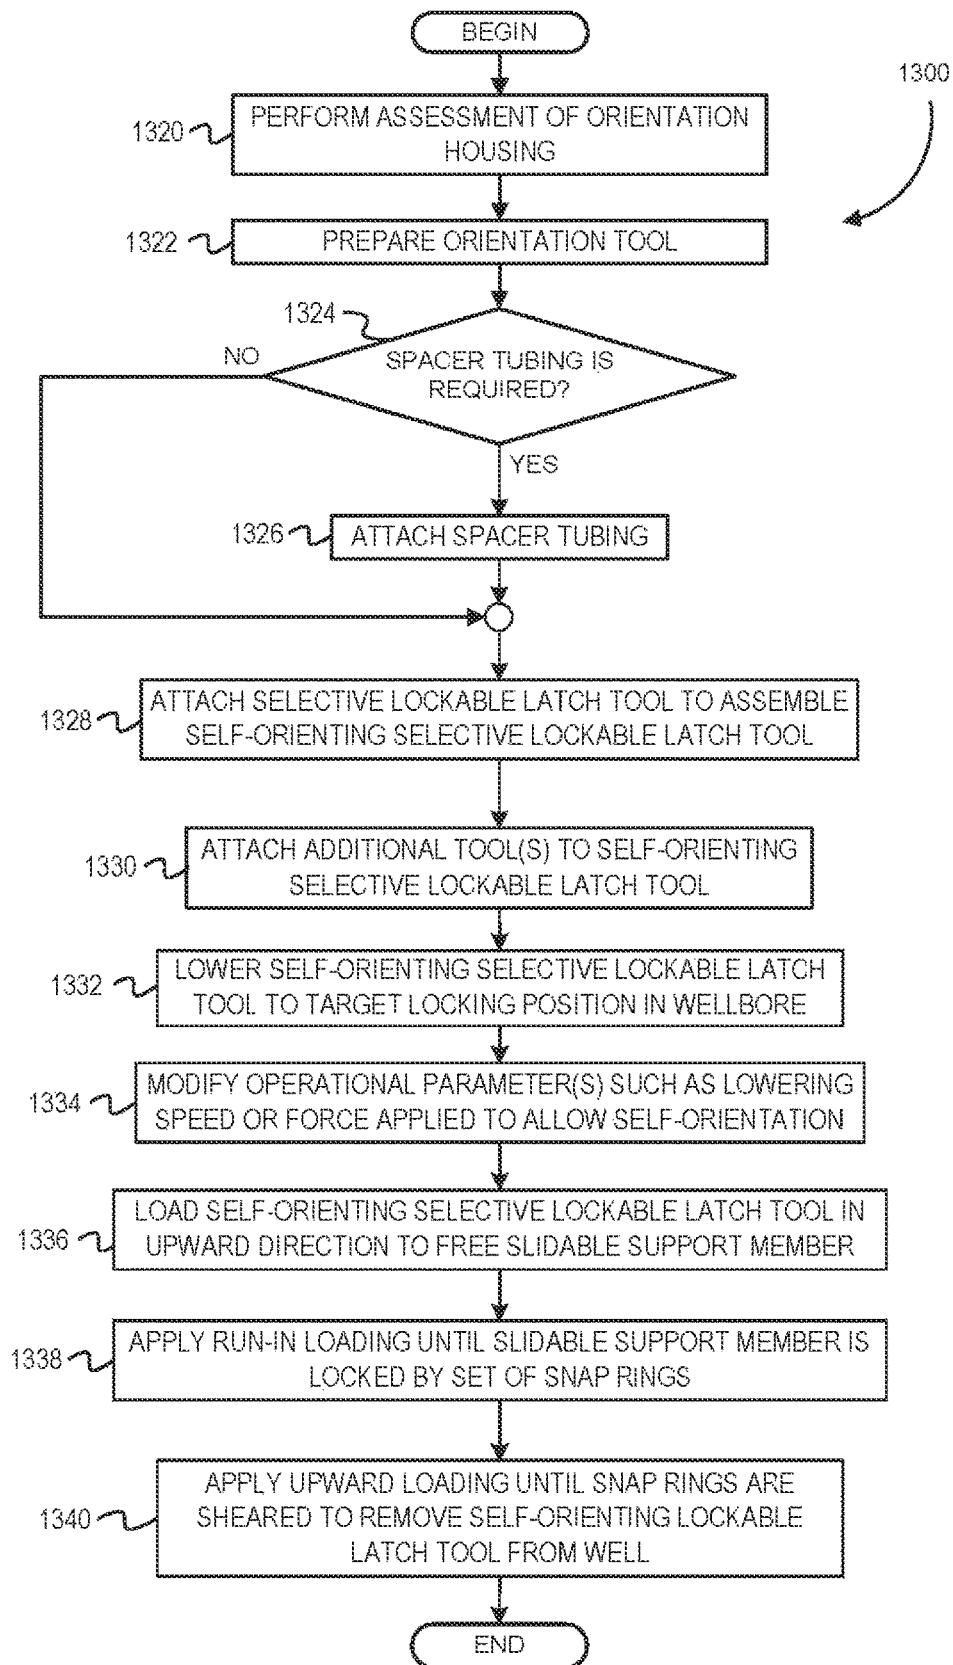 BEGIN
1300
1320
PERFORM ASSESSMENT OF ORIENTATION
HOUSING
1322
PREPARE ORIENTATION TOOL
1324
NO
SPACER TUBING IS
REQUIRED?
YES
1326
ATTACH SPACER TUBING
1328
ATTACH SELECTIVE LOCKABLE LATCH TOOL TO ASSEMBLE
SELF-ORIENTING SELECTIVE LOCKABLE LATCH TOOL
1330
ATTACH ADDITIONAL TOOL(S) TO SELF-ORIENTING
SELECTIVE LOCKABLE LATCH TOOL
1332
LOWER SELF-ORIENTING SELECTIVE LOCKABLE LATCH
TOOL TO TARGET LOCKING POSITION IN WELLBORE
1334
MODIFY OPERATIONAL PARAMETER(S) SUCH AS LOWERING
SPEED OR FORCE APPLIED TO ALLOW SELF-ORIENTATION
1336
LOAD SELF-ORIENTING SELECTIVE LOCKABLE LATCH TOOL IN
UPWARD DIRECTION TO FREE SLIDABLE SUPPORT MEMBER
1338
APPLY RUN-IN LOADING UNTIL SLIDABLE SUPPORT MEMBER IS
LOCKED BY SET OF SNAP RINGS
1340
APPLY UPWARD LOADING UNTIL SNAP RINGS ARE
SHEARED TO REMOVE SELF-ORIENTING LOCKABLE
LATCH TOOL FROM WELL
END